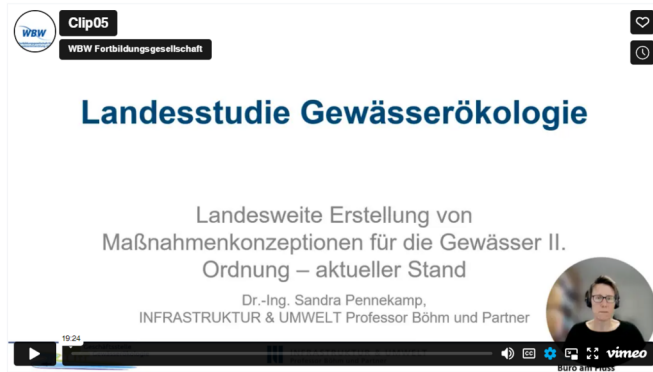 WBW
Clip05
WBW Fortbildungsgesellschaft
Landesstudie Gewässerökologie
Landesweite Erstellung von
Maßnahmenkonzeptionen für die Gewässer II.
Ordnung – aktueller Stand
Dr.-Ing. Sandra Pennekamp,
INFRASTRUKTUR & UMWELT Professor Böhm und Partner
19:24
CC
vimeo
Büro am Fluss